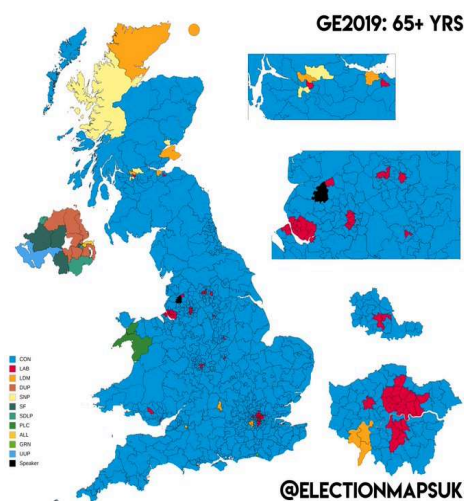 GE2019: 65+ YRS
CON
LAB
LDM
DUP
SNP
SF
SDLP
PLC
ALL
GRN
UUP
Speaker
@ELECTIONMAPSUK